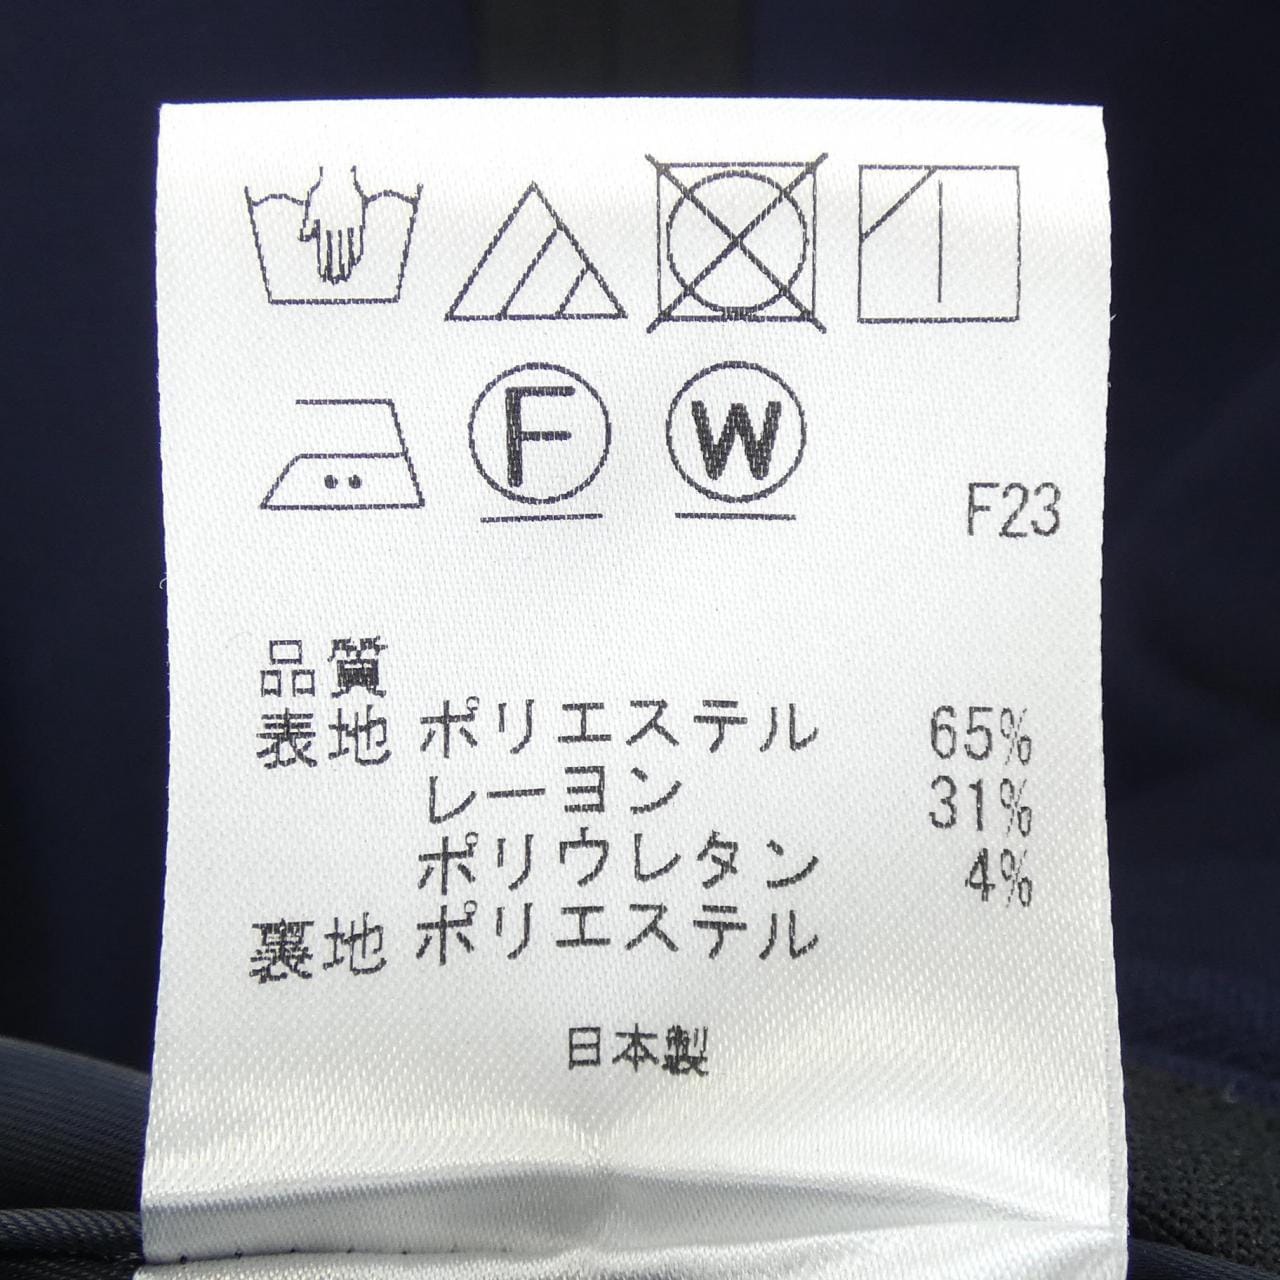 F W
F23
品質
表地 ポリエステル 65%
レーヨン 31%
ポリウレタン 4%
裏地 ポリエステル
日本製